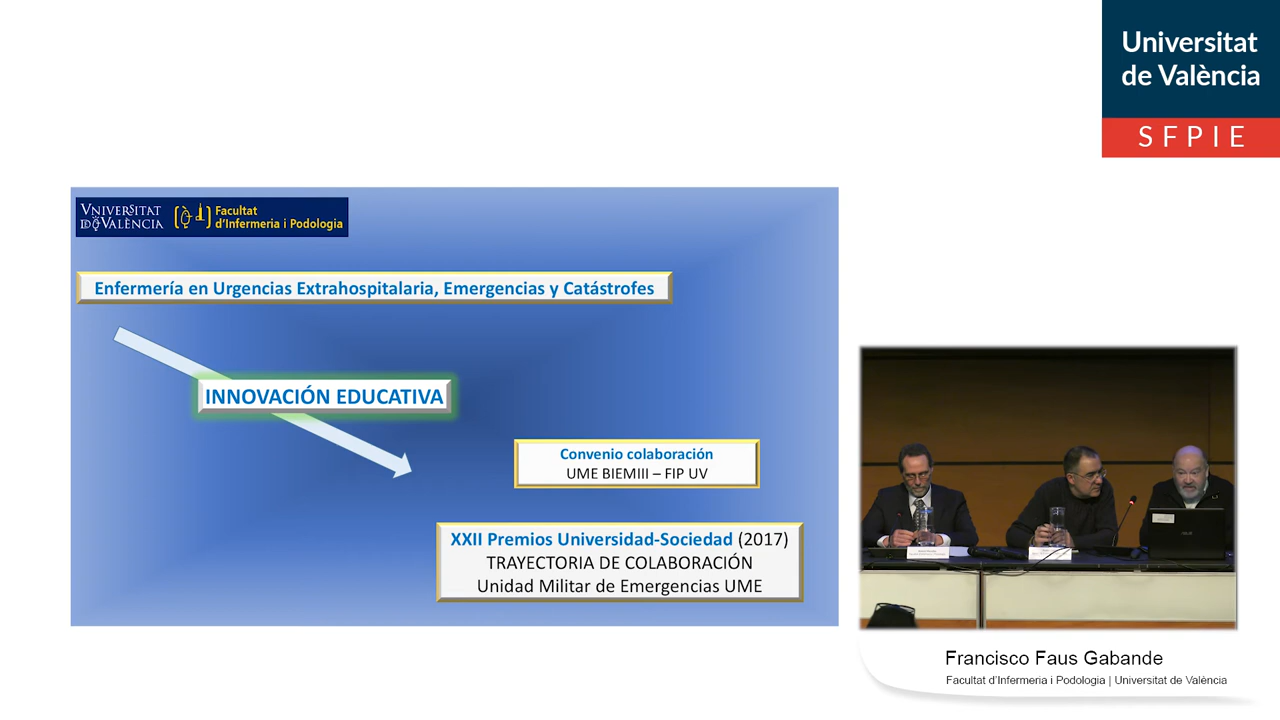 Universitat
de València
SFPIE
VNIVERSITAT
D VALÈNCIA
Facultat
d'Infermeria i Podologia
Enfermería en Urgencias Extrahospitalaria, Emergencias y Catástrofes
INNOVACIÓN EDUCATIVA
Convenio colaboración
UME BIEMIII – FIP UV
XXII Premios Universidad-Sociedad (2017)
TRAYECTORIA DE COLABORACIÓN
Unidad Militar de Emergencias UME
Francisco Faus Gabande
Facultat d'Infermeria i Podologia | Universitat de València